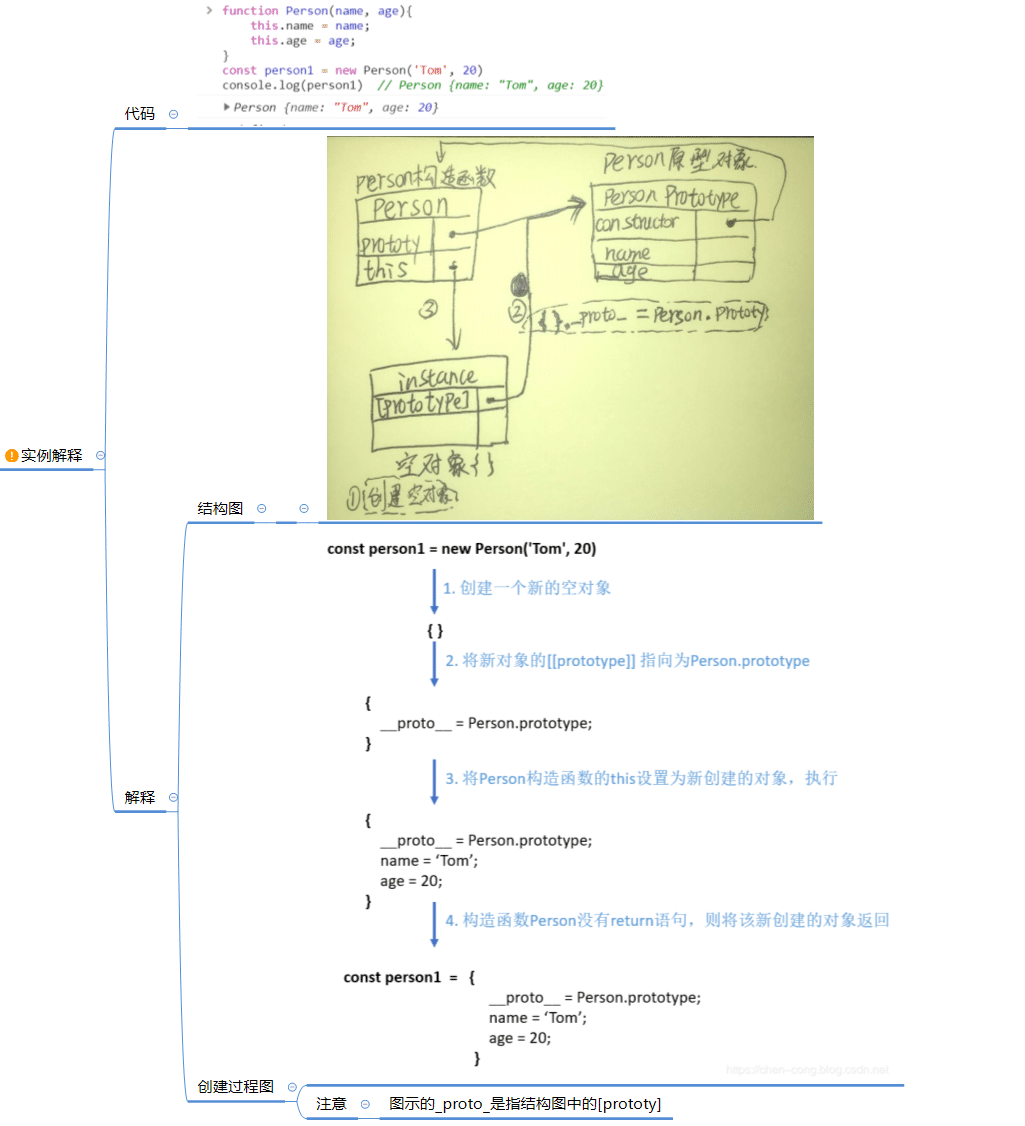 function Person(name, age){
this.name = name;
this.age = age;
}
const person1 = new Person('Tom', 20)
console.log(person1) // Person {name: "Tom", age: 20}
Person {name: "Tom", age: 20}
代码
person构造函数
Person原型对象
Person
prototy
this
Person Prototype
constructor
name
age
③
②
{}._proto_ = Person.Prototy;
instance
[prototype]
空对象{}
①创建空对象
实例解释
结构图
const person1 = new Person('Tom', 20)
1. 创建一个新的空对象
{ }
2. 将新对象的[[prototype]] 指向为Person.prototype
{
__proto__ = Person.prototype;
}
3. 将Person构造函数的this设置为新创建的对象，执行
{
__proto__ = Person.prototype;
name = ‘Tom’;
age = 20;
}
解释
4. 构造函数Person没有return语句，则将该新创建的对象返回
const person1 = {
__proto__ = Person.prototype;
name = ‘Tom’;
age = 20;
}
https://chen-cong.blog.csdn.net
创建过程图
注意
图示的_proto_是指结构图中的[prototy]